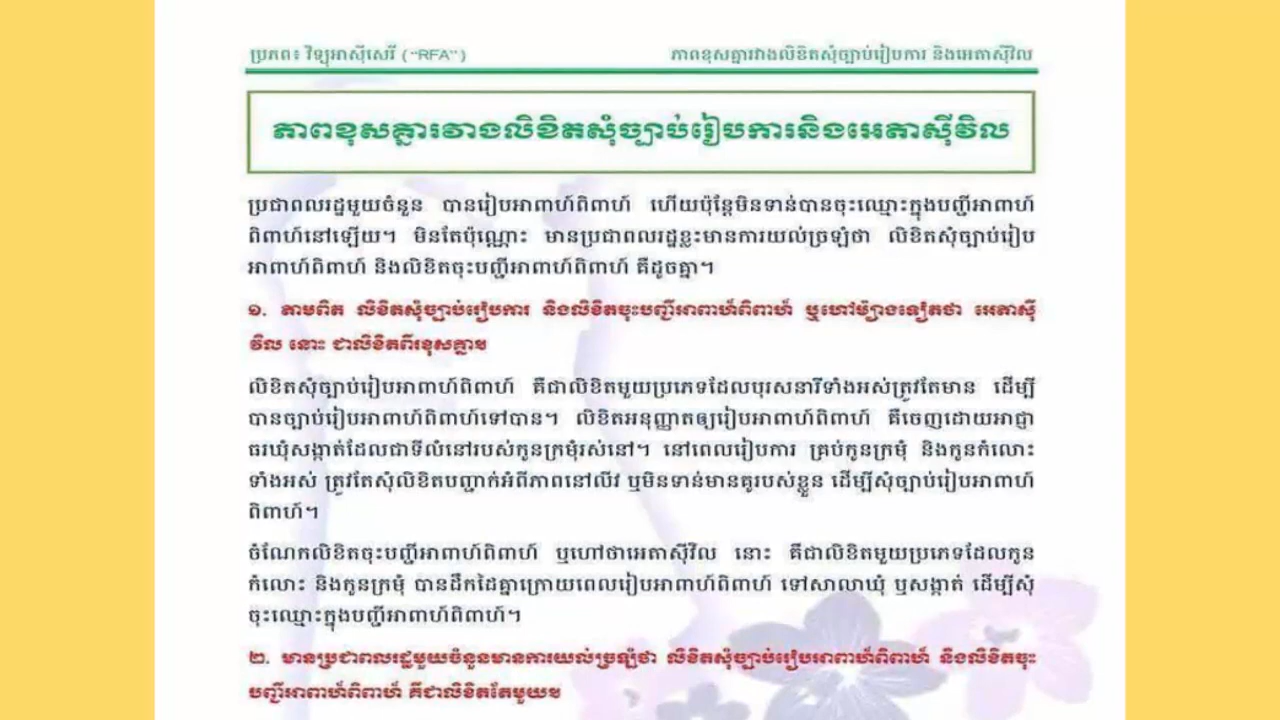 ប្រភព៖ វិទ្យុអាស៊ីសេរី (“RFA”)
ភាពខុសគ្នារវាងលិខិតសុំច្បាប់រៀបការ និងអេតាស៊ីវិល
ភាពខុសគ្នារវាងលិខិតសុំច្បាប់រៀបការនិងអេតាស៊ីវិល
ប្រជាពលរដ្ឋមួយចំនួន បានរៀបអាពាហ៍ពិពាហ៍ ហើយប៉ុន្តែមិនទាន់បានចុះឈ្មោះក្នុងបញ្ជីអាពាហ៍
ពិពាហ៍នៅឡើយ។ មិនតែប៉ុណ្ណោះ មានប្រជាពលរដ្ឋខ្លះមានការយល់ច្រឡំថា លិខិតសុំច្បាប់រៀប
អាពាហ៍ពិពាហ៍ និងលិខិតចុះបញ្ជីអាពាហ៍ពិពាហ៍ គឺដូចគ្នា។
១. តាមពិត លិខិតសុំច្បាប់រៀបការ និងលិខិតចុះបញ្ជីអាពាហ៍ពិពាហ៍ ឬហៅម៉្យាងទៀតថា អេតាស៊ី
វិល នោះ ជាលិខិតពីរខុសគ្នា។
លិខិតសុំច្បាប់រៀបអាពាហ៍ពិពាហ៍ គឺជាលិខិតមួយប្រភេទដែលបុរសនារីទាំងអស់ត្រូវតែមាន ដើម្បី
បានច្បាប់រៀបអាពាហ៍ពិពាហ៍ទៅបាន។ លិខិតអនុញ្ញាតឲ្យរៀបអាពាហ៍ពិពាហ៍ គឺចេញដោយអាជ្ញា
ធរឃុំសង្កាត់ដែលជាទីលំនៅរបស់កូនក្រមុំរស់នៅ។ នៅពេលរៀបការ គ្រប់កូនក្រមុំ និងកូនកំលោះ
ទាំងអស់ ត្រូវតែសុំលិខិតបញ្ជាក់អំពីភាពនៅលីវ ឬមិនទាន់មានគូរបស់ខ្លួន ដើម្បីសុំច្បាប់រៀបអាពាហ៍
ពិពាហ៍។
ចំណែកលិខិតចុះបញ្ជីអាពាហ៍ពិពាហ៍ ឬហៅថាអេតាស៊ីវិល នោះ គឺជាលិខិតមួយប្រភេទដែលកូន
កំលោះ និងកូនក្រមុំ បានដឹកដៃគ្នាក្រោយពេលរៀបអាពាហ៍ពិពាហ៍ ទៅសាលាឃុំ ឬសង្កាត់ ដើម្បីសុំ
ចុះឈ្មោះក្នុងបញ្ជីអាពាហ៍ពិពាហ៍។
២. មានប្រជាពលរដ្ឋមួយចំនួនមានការយល់ច្រឡំថា លិខិតសុំច្បាប់រៀបអាពាហ៍ពិពាហ៍ និងលិខិតចុះ
បញ្ជីអាពាហ៍ពិពាហ៍ គឺជាលិខិតតែមួយ។